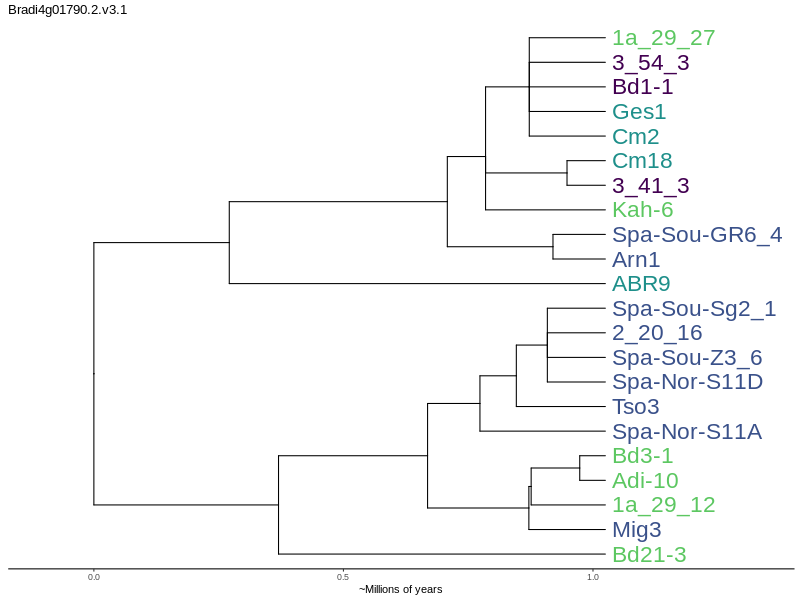 Bradi4g01790.2.v3.1
1a_29_27
3_54_3
Bd1-1
Ges1
Cm2
Cm18
3_41_3
Kah-6
Spa-Sou-GR6_4
Arn1
ABR9
Spa-Sou-Sg2_1
2_20_16
Spa-Sou-Z3_6
Spa-Nor-S11D
Tso3
Spa-Nor-S11A
Bd3-1
Adi-10
1a_29_12
Mig3
Bd21-3
0.0 0.5 1.0
~Millions of years